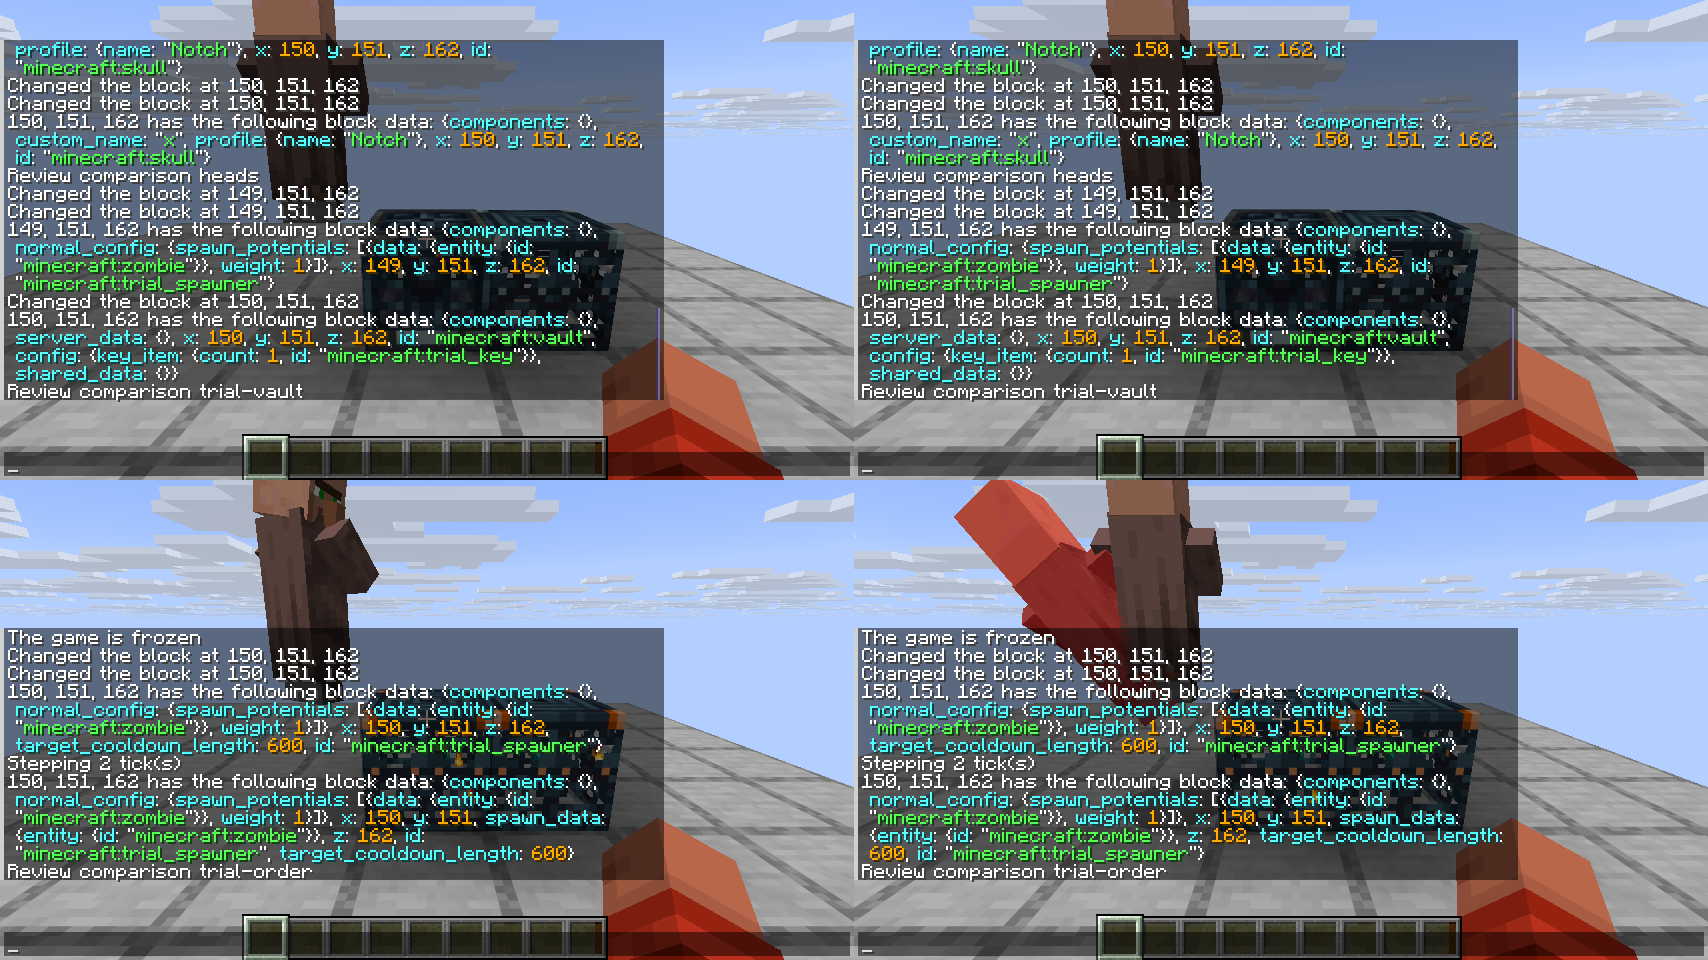 profile: {name: "Notch"}, x: 150, y: 151, z: 162, id:
"minecraft:skull"}
Changed the block at 150, 151, 162
Changed the block at 150, 151, 162
150, 151, 162 has the following block data: {components: {},
custom_name: "x", profile: {name: "Notch"}, x: 150, y: 151, z: 162,
id: "minecraft:skull"}
Review comparison heads
Changed the block at 149, 151, 162
Changed the block at 149, 151, 162
149, 151, 162 has the following block data: {components: {},
normal_config: {spawn_potentials: [{data: {entity: {id:
"minecraft:zombie"}}, weight: 1}]}, x: 149, y: 151, z: 162, id:
"minecraft:trial_spawner"}
Changed the block at 150, 151, 162
150, 151, 162 has the following block data: {components: {},
server_data: {}, x: 150, y: 151, z: 162, id: "minecraft:vault",
config: {key_item: {count: 1, id: "minecraft:trial_key"}},
shared_data: {}}
Review comparison trial-vault
_
profile: {name: "Notch"}, x: 150, y: 151, z: 162, id:
"minecraft:skull"}
Changed the block at 150, 151, 162
Changed the block at 150, 151, 162
150, 151, 162 has the following block data: {components: {},
custom_name: "x", profile: {name: "Notch"}, x: 150, y: 151, z: 162,
id: "minecraft:skull"}
Review comparison heads
Changed the block at 149, 151, 162
Changed the block at 149, 151, 162
149, 151, 162 has the following block data: {components: {},
normal_config: {spawn_potentials: [{data: {entity: {id:
"minecraft:zombie"}}, weight: 1}]}, x: 149, y: 151, z: 162, id:
"minecraft:trial_spawner"}
Changed the block at 150, 151, 162
150, 151, 162 has the following block data: {components: {},
server_data: {}, x: 150, y: 151, z: 162, id: "minecraft:vault",
config: {key_item: {count: 1, id: "minecraft:trial_key"}},
shared_data: {}}
Review comparison trial-vault
_
The game is frozen
Changed the block at 150, 151, 162
Changed the block at 150, 151, 162
150, 151, 162 has the following block data: {components: {},
normal_config: {spawn_potentials: [{data: {entity: {id:
"minecraft:zombie"}}, weight: 1}]}, x: 150, y: 151, z: 162,
target_cooldown_length: 600, id: "minecraft:trial_spawner"}
Stepping 2 tick(s)
150, 151, 162 has the following block data: {components: {},
normal_config: {spawn_potentials: [{data: {entity: {id:
"minecraft:zombie"}}, weight: 1}]}, x: 150, y: 151, spawn_data:
{entity: {id: "minecraft:zombie"}}, z: 162, id:
"minecraft:trial_spawner", target_cooldown_length: 600}
Review comparison trial-order
_
The game is frozen
Changed the block at 150, 151, 162
Changed the block at 150, 151, 162
150, 151, 162 has the following block data: {components: {},
normal_config: {spawn_potentials: [{data: {entity: {id:
"minecraft:zombie"}}, weight: 1}]}, x: 150, y: 151, z: 162,
target_cooldown_length: 600, id: "minecraft:trial_spawner"}
Stepping 2 tick(s)
150, 151, 162 has the following block data: {components: {},
normal_config: {spawn_potentials: [{data: {entity: {id:
"minecraft:zombie"}}, weight: 1}]}, x: 150, y: 151, spawn_data:
{entity: {id: "minecraft:zombie"}}, z: 162, target_cooldown_length:
600, id: "minecraft:trial_spawner"}
Review comparison trial-order
_